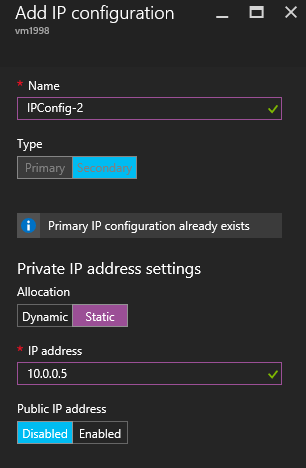 Add IP configuration
vm1998
* Name
IPConfig-2
Type
Primary Secondary
Primary IP configuration already exists
Private IP address settings
Allocation
Dynamic Static
* IP address
10.0.0.5
Public IP address
Disabled Enabled